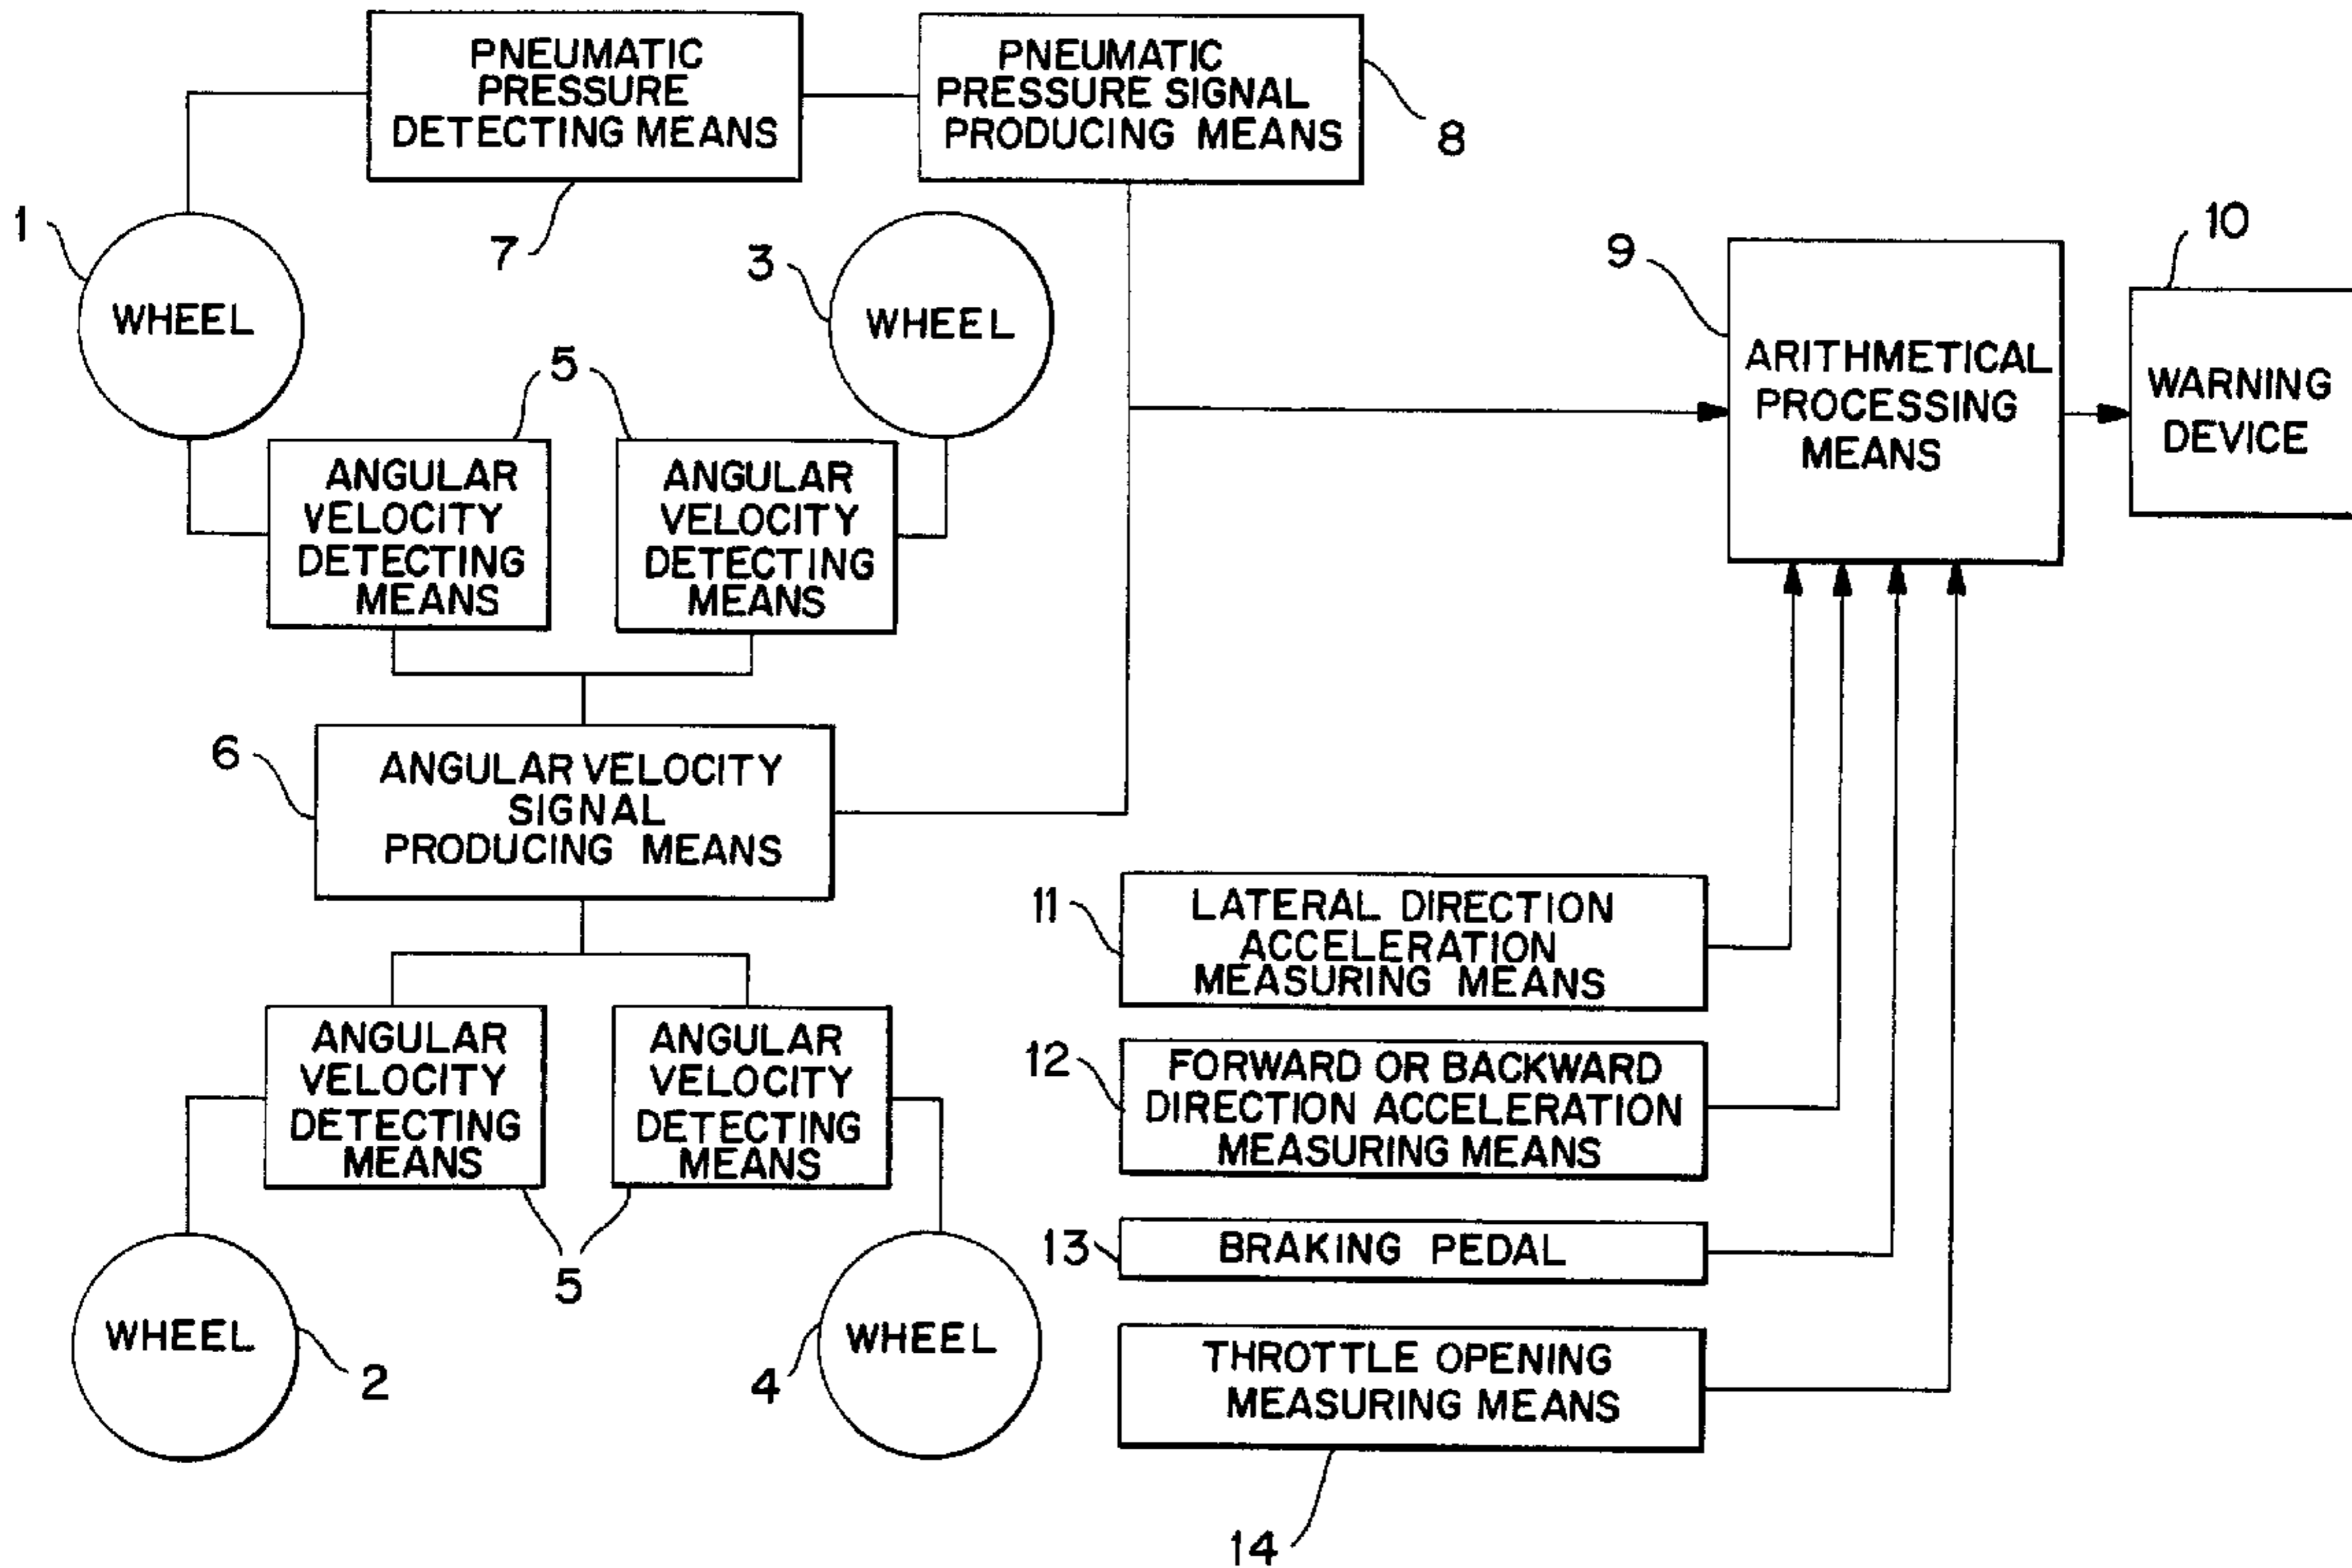 PNEUMATIC
PRESSURE
DETECTING MEANS
7
PNEUMATIC
PRESSURE SIGNAL
PRODUCING MEANS
8
1
WHEEL
3
WHEEL
5
ANGULAR
VELOCITY
DETECTING
MEANS
ANGULAR
VELOCITY
DETECTING
MEANS
9
ARITHMETICAL
PROCESSING
MEANS
10
WARNING
DEVICE
6
ANGULAR VELOCITY
SIGNAL
PRODUCING MEANS
ANGULAR
VELOCITY
DETECTING
MEANS
ANGULAR
VELOCITY
DETECTING
MEANS
5
WHEEL
2
4
WHEEL
11
LATERAL DIRECTION
ACCELERATION
MEASURING MEANS
12
FORWARD OR BACKWARD
DIRECTION ACCELERATION
MEASURING MEANS
13
BRAKING PEDAL
THROTTLE OPENING
MEASURING MEANS
14